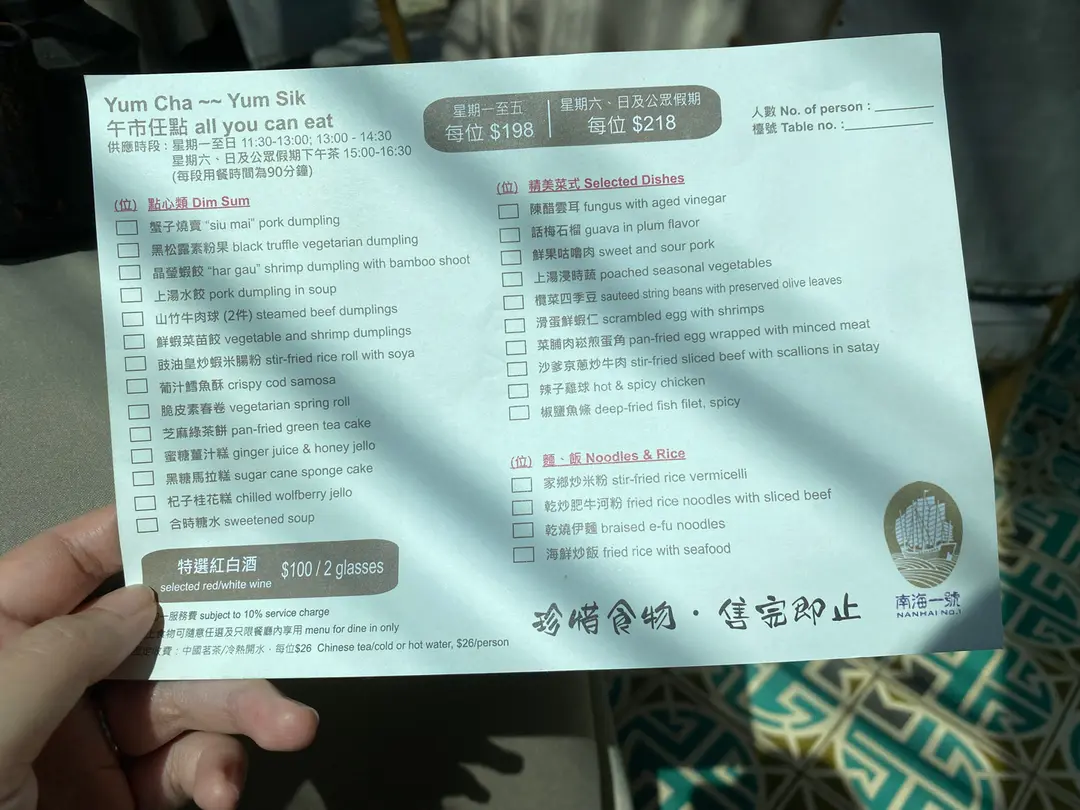 Yum Cha ~~ Yum Sik
午市任點 all you can eat
供應時段：星期一至日 11:30-13:00; 13:00 - 14:30
星期六、日及公眾假期下午茶 15:00-16:30
(每段用餐時間為90分鐘)
星期一至五
每位 $198
星期六、日及公眾假期
每位 $218
人數 No. of person :
檯號 Table no. :
(位) 點心類 Dim Sum
蟹子燒賣 “siu mai” pork dumpling
黑松露素粉果 black truffle vegetarian dumpling
晶瑩蝦餃 “har gau” shrimp dumpling with bamboo shoot
上湯水餃 pork dumpling in soup
山竹牛肉球 (2件) steamed beef dumplings
鮮蝦菜苗餃 vegetable and shrimp dumplings
豉油皇炒蝦米腸粉 stir-fried rice roll with soya
葡汁鱈魚酥 crispy cod samosa
脆皮素春卷 vegetarian spring roll
芝麻綠茶餅 pan-fried green tea cake
蜜糖薑汁糕 ginger juice & honey jello
黑糖馬拉糕 sugar cane sponge cake
杞子桂花糕 chilled wolfberry jello
合時糖水 sweetened soup
特選紅白酒
selected red/white wine
$100 / 2 glasses
一服務費 subject to 10% service charge
食物可隨意任選及只限餐廳內享用 menu for dine in only
收費：中國茗茶/冷熱開水，每位$26 Chinese tea/cold or hot water, $26/person
(位) 精美菜式 Selected Dishes
陳醋雲耳 fungus with aged vinegar
話梅石榴 guava in plum flavor
鮮果咕嚕肉 sweet and sour pork
上湯浸時蔬 poached seasonal vegetables
欖菜四季豆 sauteed string beans with preserved olive leaves
滑蛋鮮蝦仁 scrambled egg with shrimps
菜脯肉崧煎蛋角 pan-fried egg wrapped with minced meat
沙爹京蔥炒牛肉 stir-fried sliced beef with scallions in satay
辣子雞球 hot & spicy chicken
椒鹽魚條 deep-fried fish filet, spicy
(位) 麵、飯 Noodles & Rice
家鄉炒米粉 stir-fried rice vermicelli
乾炒肥牛河粉 fried rice noodles with sliced beef
乾燒伊麵 braised e-fu noodles
海鮮炒飯 fried rice with seafood
珍惜食物・售完即止
南海一號
NANHAI No.1